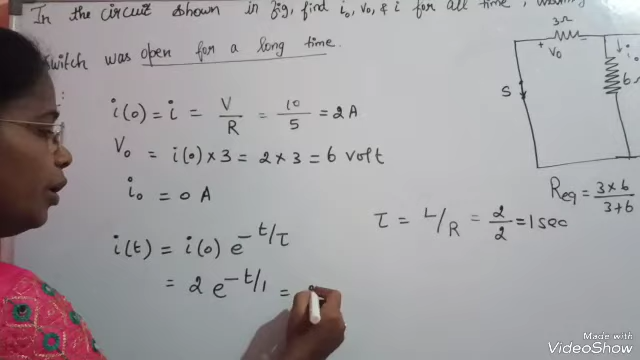 In the circuit shown in fig, find i₀, V₀, & i for all time,
switch was open for a long time.
i(0) = i = V/R = 10/5 = 2A
V₀ = i(0) × 3 = 2 × 3 = 6 volt
i₀ = 0 A
i(t) = i(0) e^-t/τ
= 2 e^-t/1 =
3Ω
+ V₀ -
i₀
S
6
Req = 3×6/3+6
τ = L/R = 2/2 = 1 sec
Made with
VideoShow